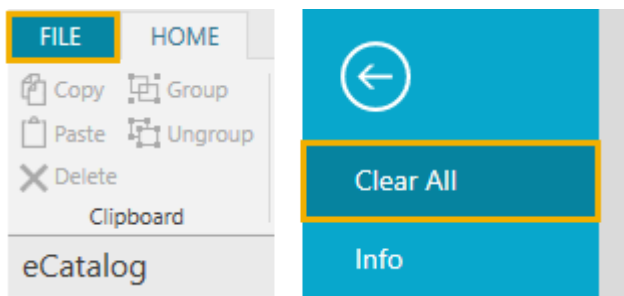 FILE HOME
Copy Group
Paste Ungroup
Delete
Clipboard
eCatalog
Clear All
Info